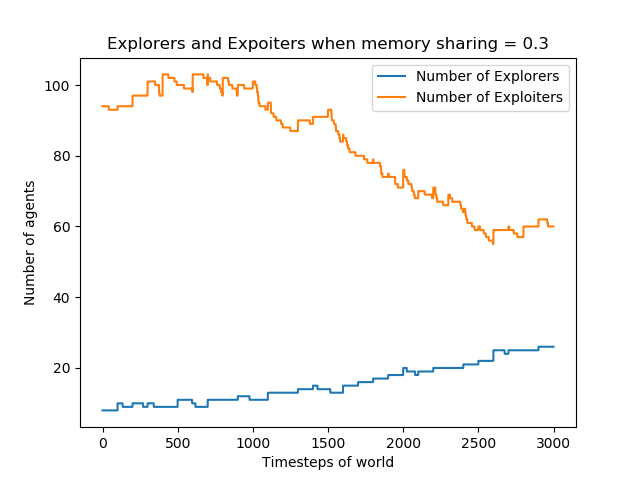 Explorers and Expoiters when memory sharing = 0.3
Number of Explorers
Number of Exploiters
Number of agents
100
80
60
40
20
0 500 1000 1500 2000 2500 3000
Timesteps of world